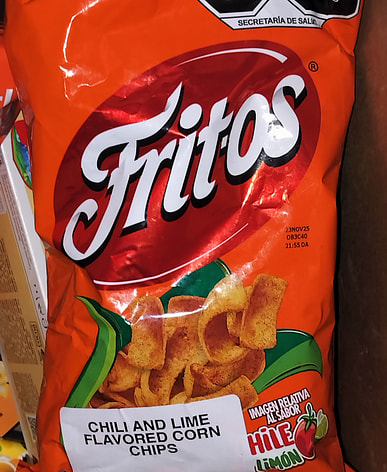 SECRETARÍA DE SALUD
Fritos
®
23NOV25
DB3C40
21:55 DA
IMAGEN RELATIVA
AL SABOR
CHILE
LIMÓN
CHILI AND LIME
FLAVORED CORN
CHIPS